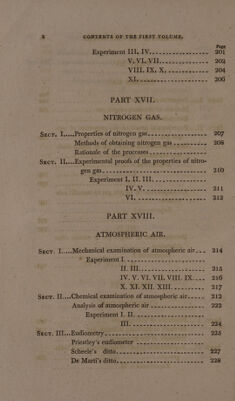 x CONTENTS OF THE FIRST VOLUME.
Page
Experiment III. IV. 201
V. VI. VII. 202
VIII. IX. X. 204
XI. 206
PART XVII.
NITROGEN GAS.
SECT. I.....Properties of nitrogen gas 207
Methods of obtaining nitrogen gas 208
Rationale of the processes
SECT. II....Experimental proofs of the properties of nitro-
gen gas 210
Experiment I. II. III.
IV. V. 211
VI. 212
PART XVIII.
ATMOSPHERIC AIR.
SECT. I.....Mechanical examination of atmospheric air 214
Experiment I.
II. III. 215
IV. V. VI. VII. VIII. IX. 216
X. XI. XII. XIII. 217
SECT. II....Chemical examination of atmospheric air 212
Analysis of atmospheric air 222
Experiment I. II.
III. 224
SECT. III...Eudiometry 225
Priestley's eudiometer
Scheele's ditto 227
De Marti's ditto 228